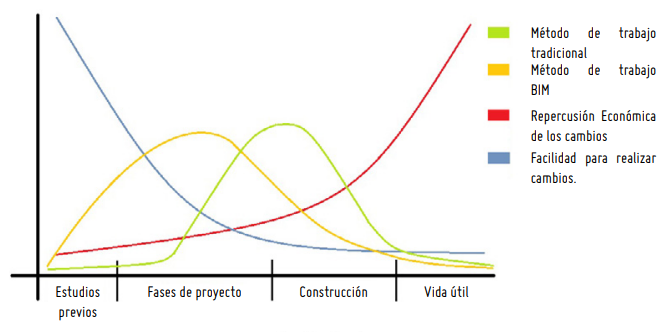 Método de trabajo
tradicional
Método de trabajo
BIM
Repercusión Económica
de los cambios
Facilidad para realizar
cambios.
Estudios
previos
Fases de proyecto
Construcción
Vida útil